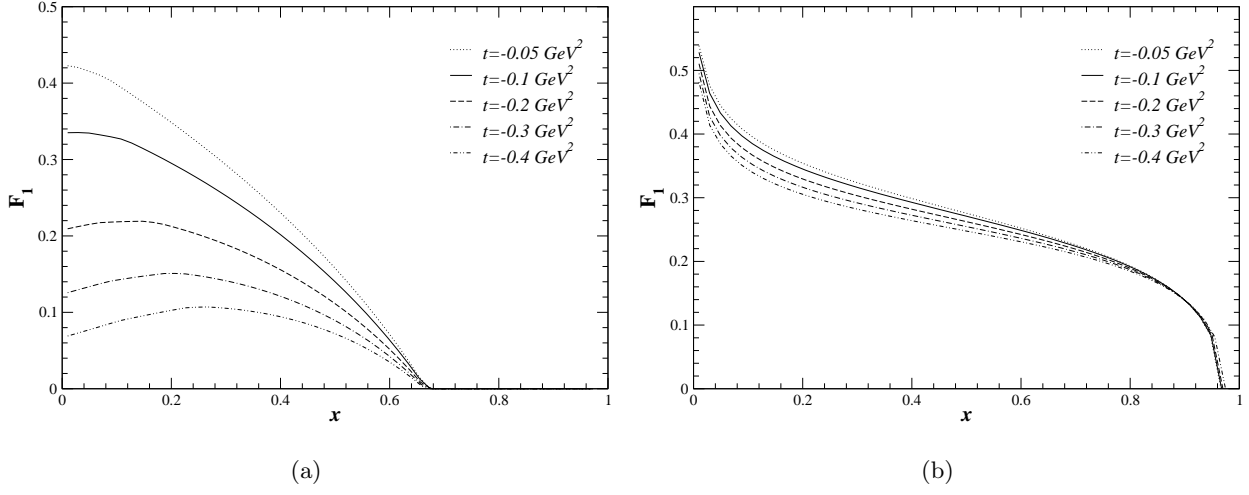 0.5
0.4
0.3
0.2
0.1
0
F₁
0 0.2 0.4 0.6 0.8 1
x
t=-0.05 GeV²
t=-0.1 GeV²
t=-0.2 GeV²
t=-0.3 GeV²
t=-0.4 GeV²
(a)
0.5
0.4
0.3
0.2
0.1
0
F₁
0 0.2 0.4 0.6 0.8 1
x
t=-0.05 GeV²
t=-0.1 GeV²
t=-0.2 GeV²
t=-0.3 GeV²
t=-0.4 GeV²
(b)